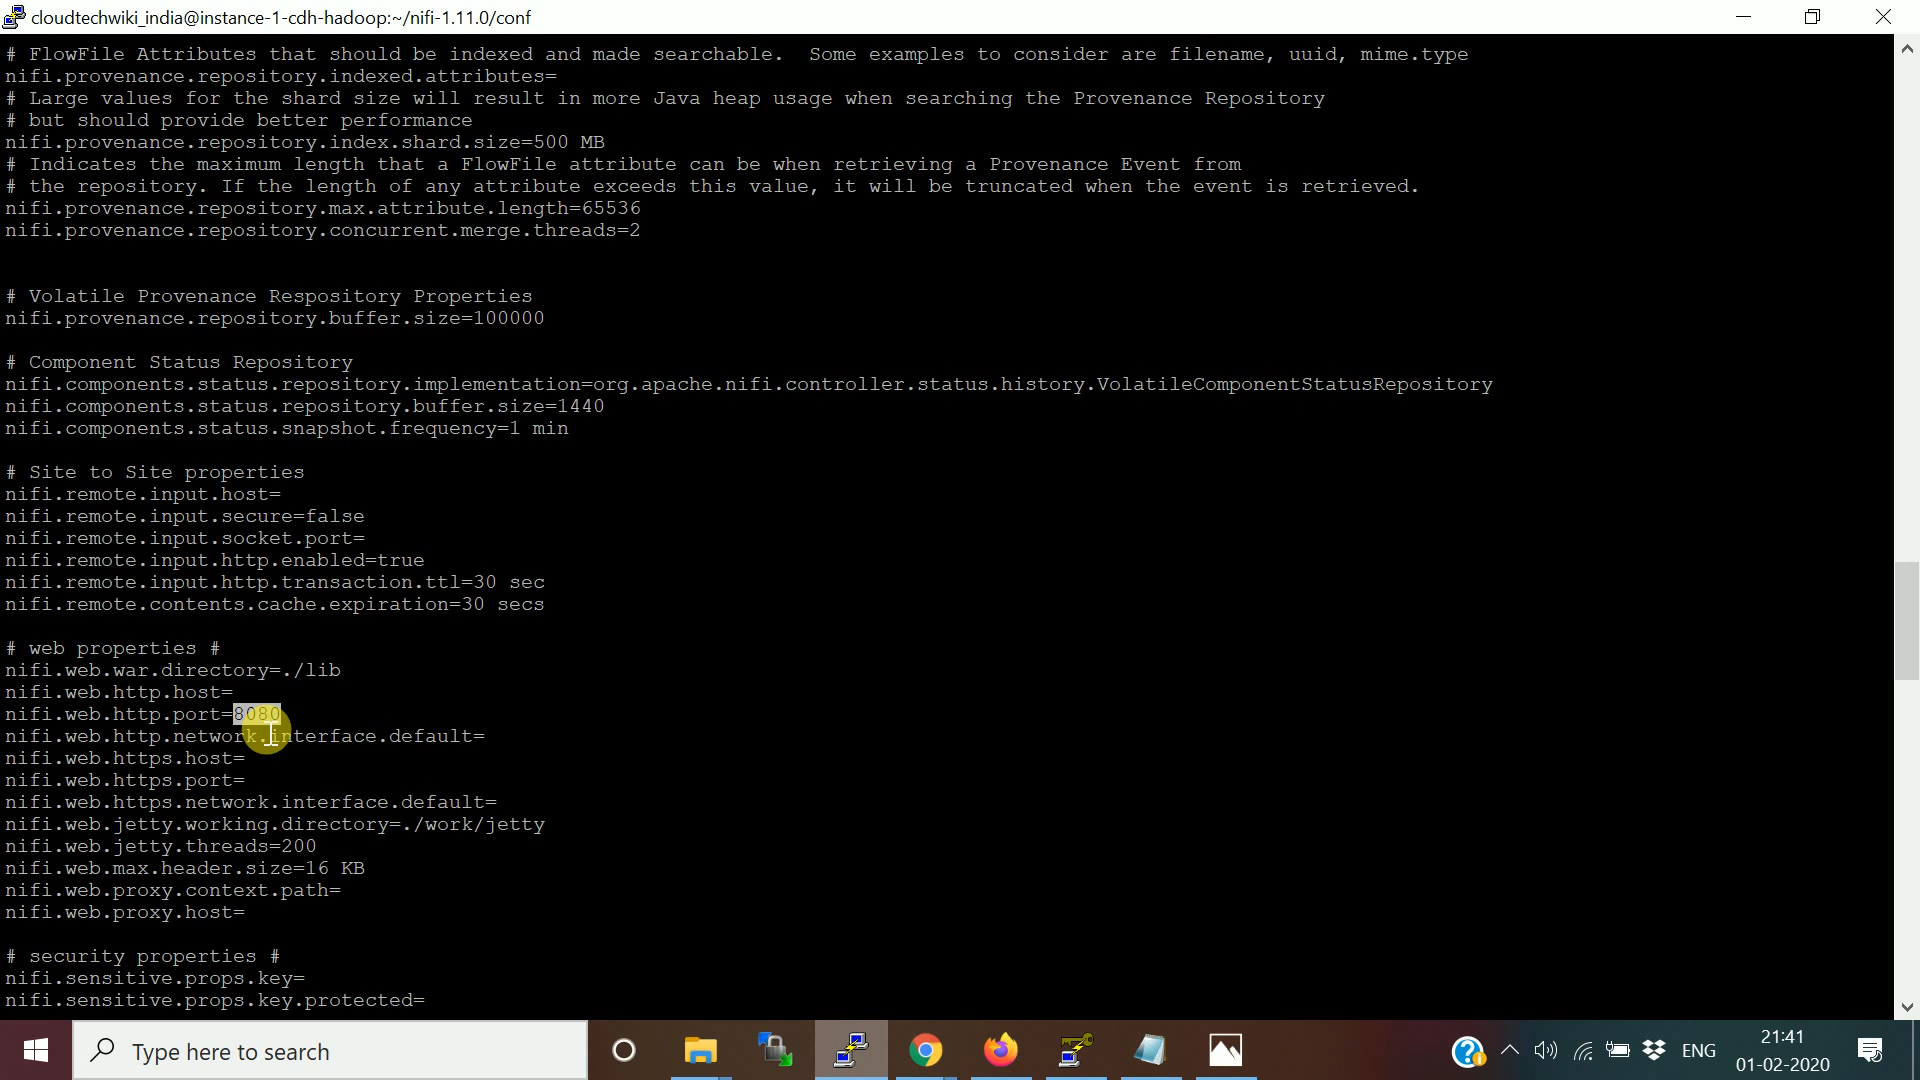 cloudtechwiki_india@instance-1-cdh-hadoop:~/nifi-1.11.0/conf
# FlowFile Attributes that should be indexed and made searchable.  Some examples to consider are filename, uuid, mime.type
nifi.provenance.repository.indexed.attributes=
# Large values for the shard size will result in more Java heap usage when searching the Provenance Repository
# but should provide better performance
nifi.provenance.repository.index.shard.size=500 MB
# Indicates the maximum length that a FlowFile attribute can be when retrieving a Provenance Event from
# the repository. If the length of any attribute exceeds this value, it will be truncated when the event is retrieved.
nifi.provenance.repository.max.attribute.length=65536
nifi.provenance.repository.concurrent.merge.threads=2
# Volatile Provenance Respository Properties
nifi.provenance.repository.buffer.size=100000
# Component Status Repository
nifi.components.status.repository.implementation=org.apache.nifi.controller.status.history.VolatileComponentStatusRepository
nifi.components.status.repository.buffer.size=1440
nifi.components.status.snapshot.frequency=1 min
# Site to Site properties
nifi.remote.input.host=
nifi.remote.input.secure=false
nifi.remote.input.socket.port=
nifi.remote.input.http.enabled=true
nifi.remote.input.http.transaction.ttl=30 sec
nifi.remote.contents.cache.expiration=30 secs
# web properties #
nifi.web.war.directory=./lib
nifi.web.http.host=
nifi.web.http.port=8080
nifi.web.http.network.interface.default=
nifi.web.https.host=
nifi.web.https.port=
nifi.web.https.network.interface.default=
nifi.web.jetty.working.directory=./work/jetty
nifi.web.jetty.threads=200
nifi.web.max.header.size=16 KB
nifi.web.proxy.context.path=
nifi.web.proxy.host=
# security properties #
nifi.sensitive.props.key=
nifi.sensitive.props.key.protected=
Type here to search
ENG
21:41
01-02-2020